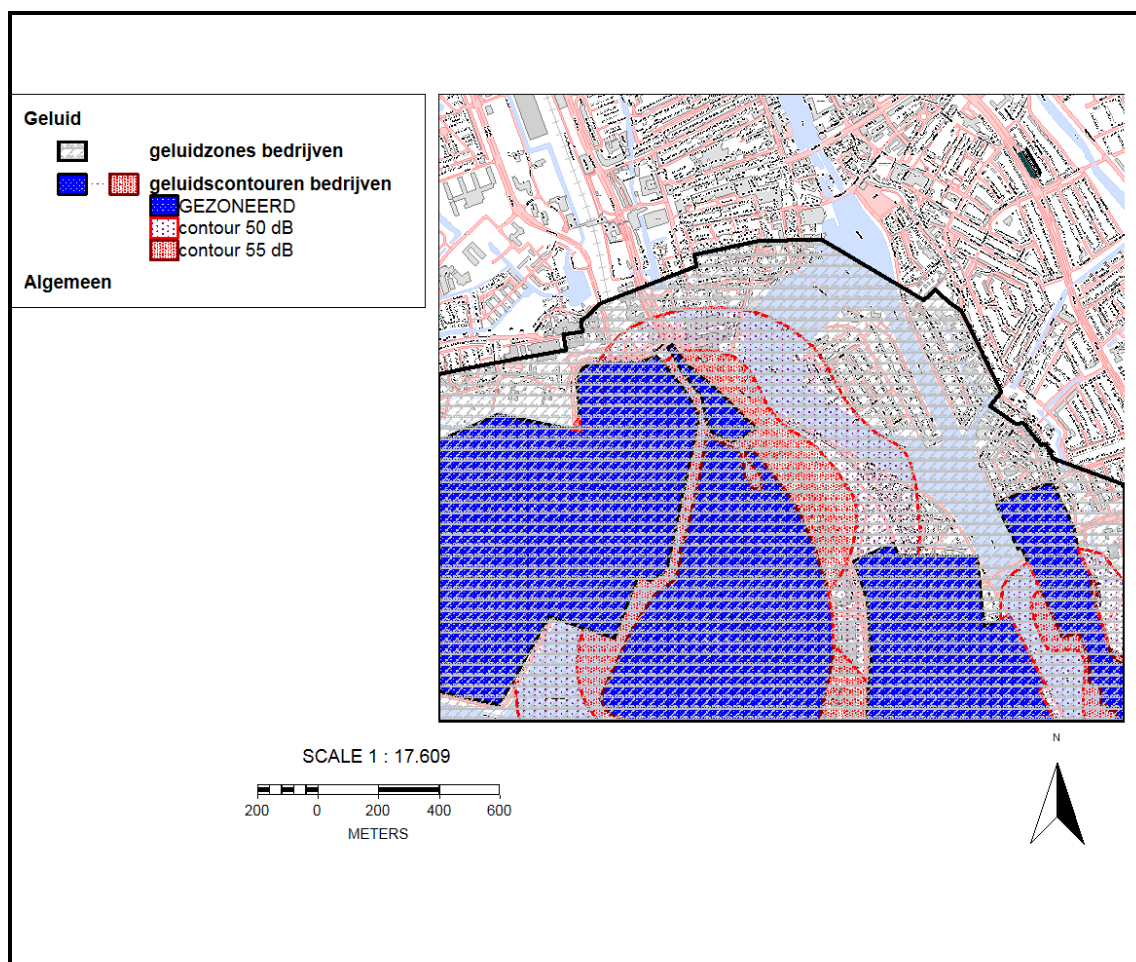 Geluid
geluidzones bedrijven
geluidscontouren bedrijven
GEZONEERD
contour 50 dB
contour 55 dB
Algemeen
SCALE 1 : 17.609
200 0 200 400 600
METERS
N